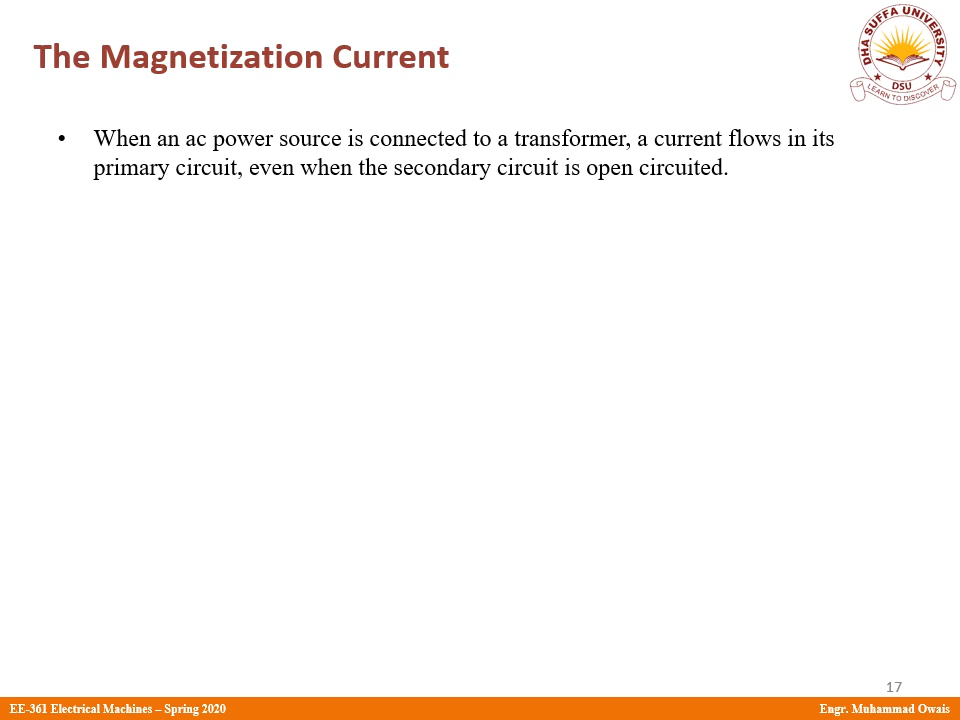 The Magnetization Current
DHA SUFFA UNIVERSITY
DSU
LEARN TO DISCOVER
• When an ac power source is connected to a transformer, a current flows in its
primary circuit, even when the secondary circuit is open circuited.
17
EE-361 Electrical Machines – Spring 2020
Engr. Muhammad Owais